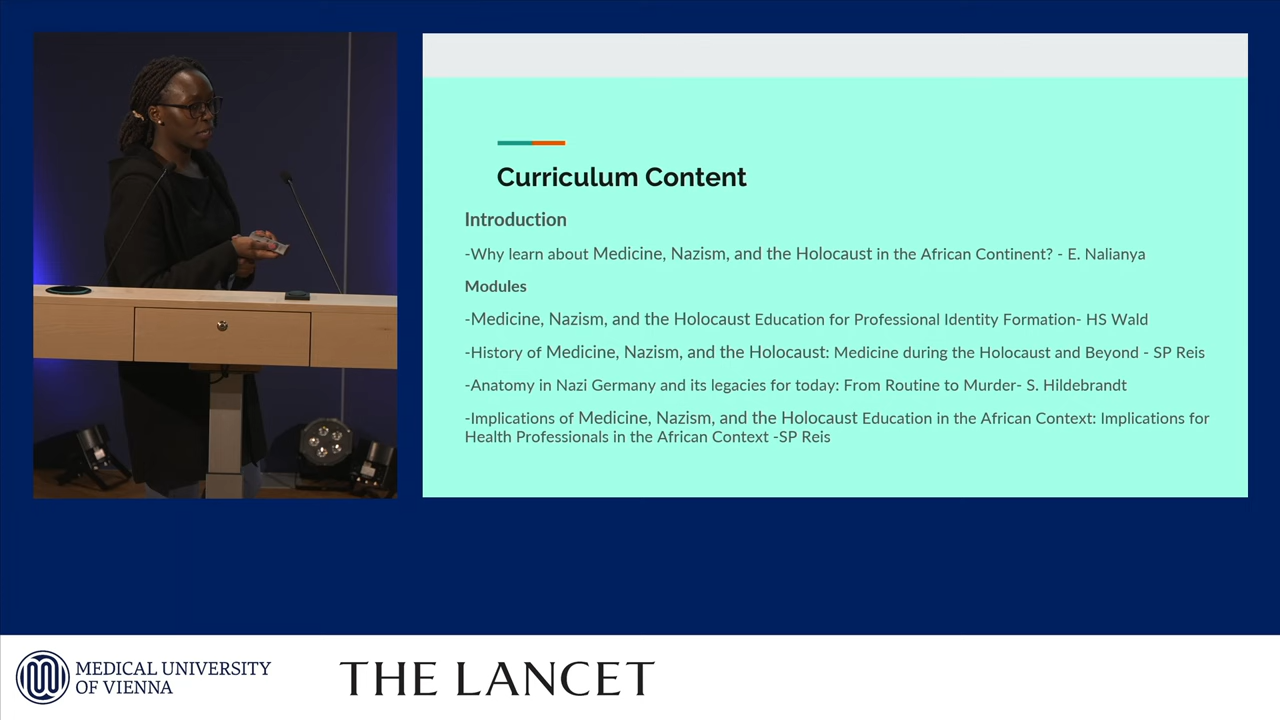 Curriculum Content
Introduction
-Why learn about Medicine, Nazism, and the Holocaust in the African Continent? - E. Nalianya
Modules
-Medicine, Nazism, and the Holocaust Education for Professional Identity Formation- HS Wald
-History of Medicine, Nazism, and the Holocaust: Medicine during the Holocaust and Beyond - SP Reis
-Anatomy in Nazi Germany and its legacies for today: From Routine to Murder- S. Hildebrandt
-Implications of Medicine, Nazism, and the Holocaust Education in the African Context: Implications for
Health Professionals in the African Context -SP Reis
MEDICAL UNIVERSITY
OF VIENNA
THE LANCET